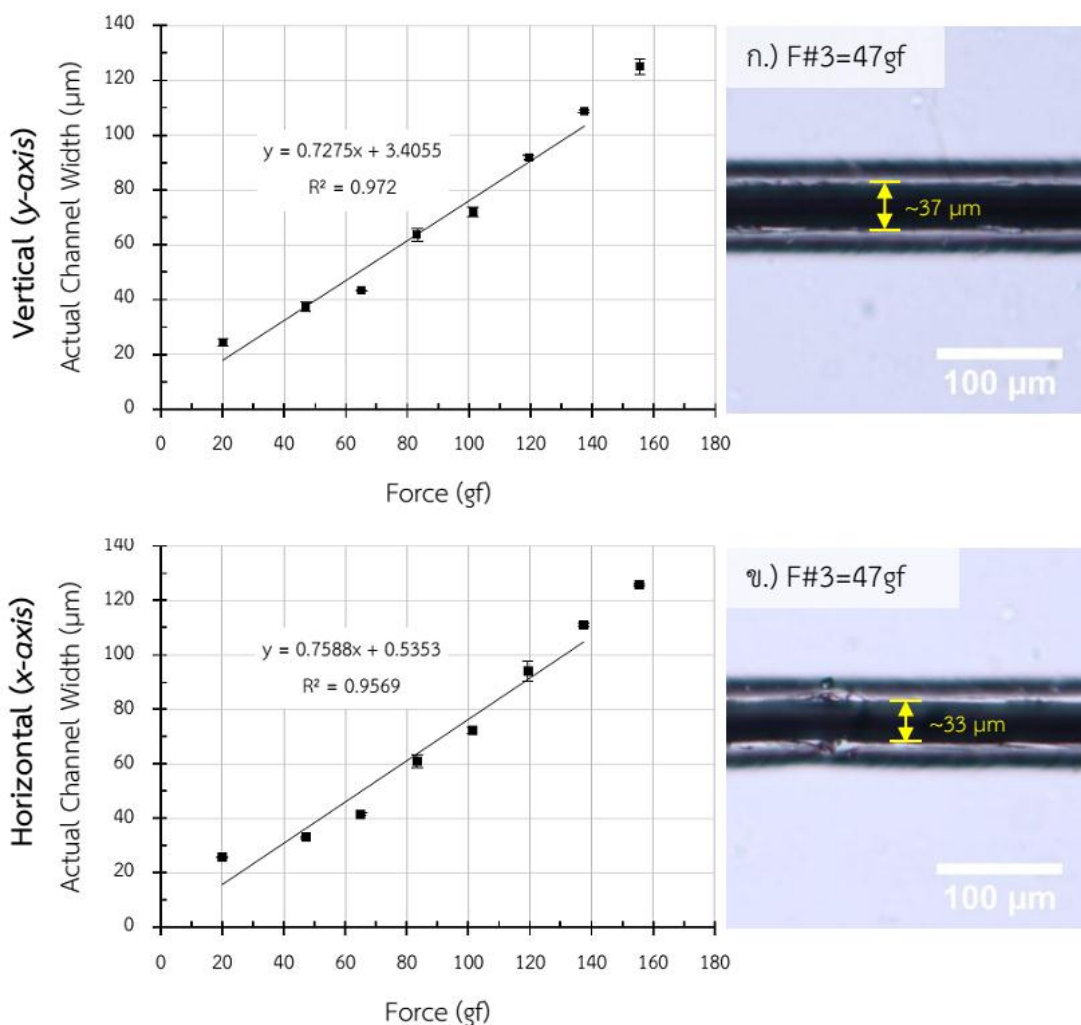 Vertical (y-axis)
Actual Channel Width (µm)
140
120
100
80
60
40
20
0
y = 0.7275x + 3.4055
R² = 0.972
0 20 40 60 80 100 120 140 160 180
Force (gf)
ก.) F#3=47gf
~37 µm
100 µm
Horizontal (x-axis)
Actual Channel Width (µm)
140
120
100
80
60
40
20
0
y = 0.7588x + 0.5353
R² = 0.9569
0 20 40 60 80 100 120 140 160 180
Force (gf)
ข.) F#3=47gf
~33 µm
100 µm